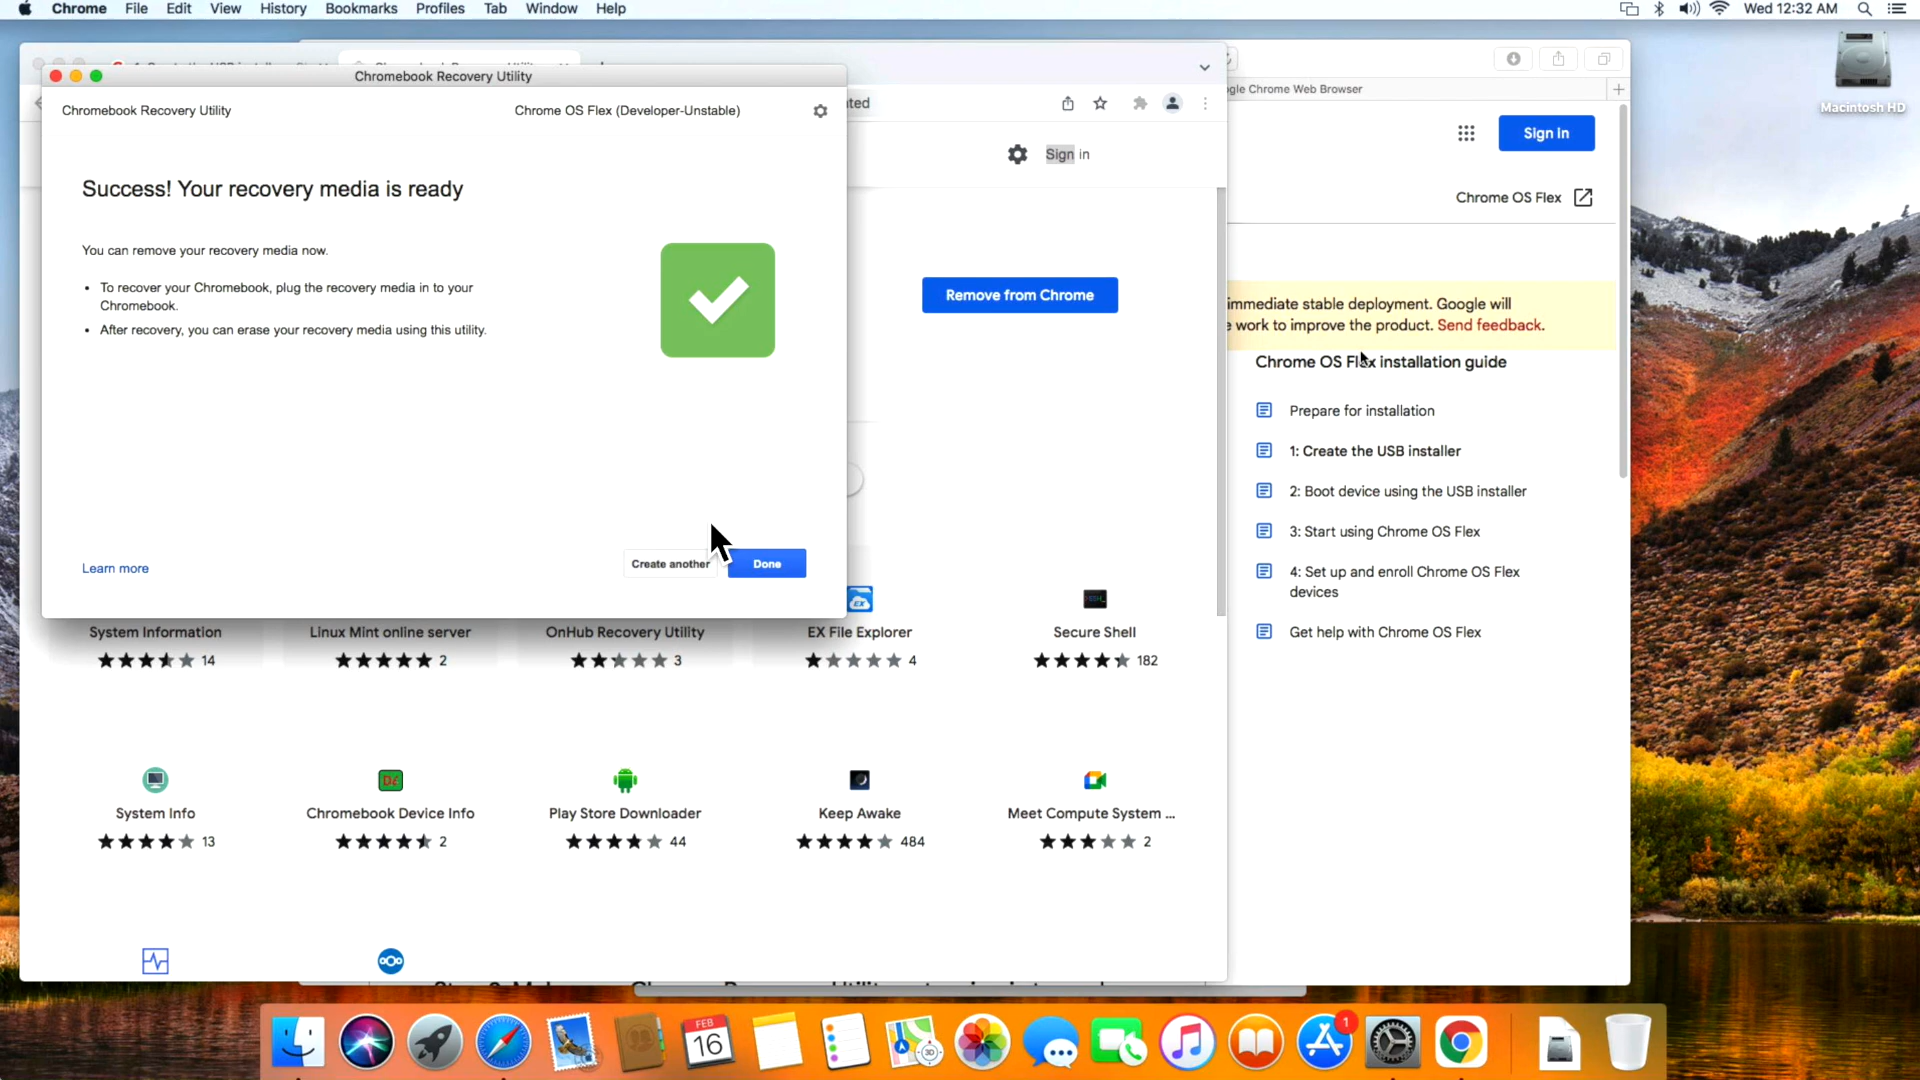 Chrome File Edit View History Bookmarks Profiles Tab Window Help
Wed 12:32 AM
Macintosh HD
Chromebook Recovery Utility
Chromebook Recovery Utility
Chrome OS Flex (Developer-Unstable)
Success! Your recovery media is ready
You can remove your recovery media now.
• To recover your Chromebook, plug the recovery media in to your
Chromebook.
• After recovery, you can erase your recovery media using this utility.
Learn more
Create another
Done
Sign in
Remove from Chrome
gle Chrome Web Browser
Sign In
Chrome OS Flex
immediate stable deployment. Google will
work to improve the product. Send feedback.
Chrome OS Flex installation guide
Prepare for installation
1: Create the USB installer
2: Boot device using the USB installer
3: Start using Chrome OS Flex
4: Set up and enroll Chrome OS Flex
devices
Get help with Chrome OS Flex
System Information
14
Linux Mint online server
2
OnHub Recovery Utility
3
EX File Explorer
4
Secure Shell
182
System Info
13
Chromebook Device Info
2
Play Store Downloader
44
Keep Awake
484
Meet Compute System ...
2
FEB
16
3D
1